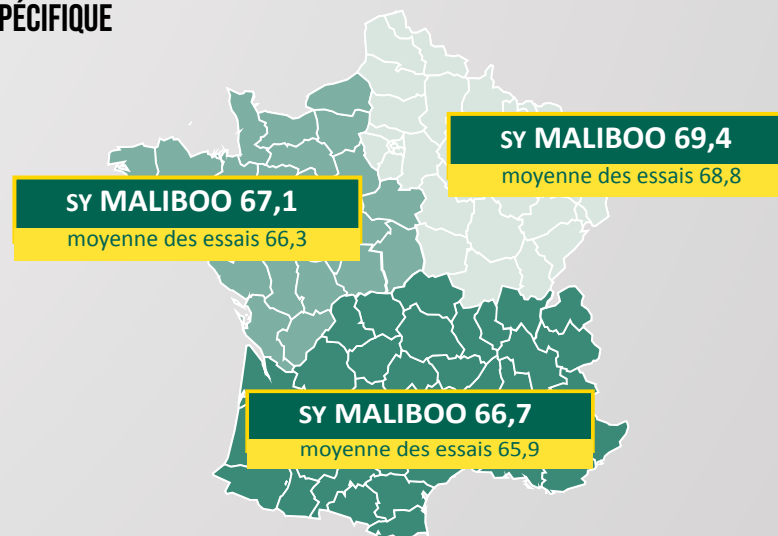 PÉCIFIQUE
SY MALIBOO 69,4
moyenne des essais 68,8
SY MALIBOO 67,1
moyenne des essais 66,3
SY MALIBOO 66,7
moyenne des essais 65,9